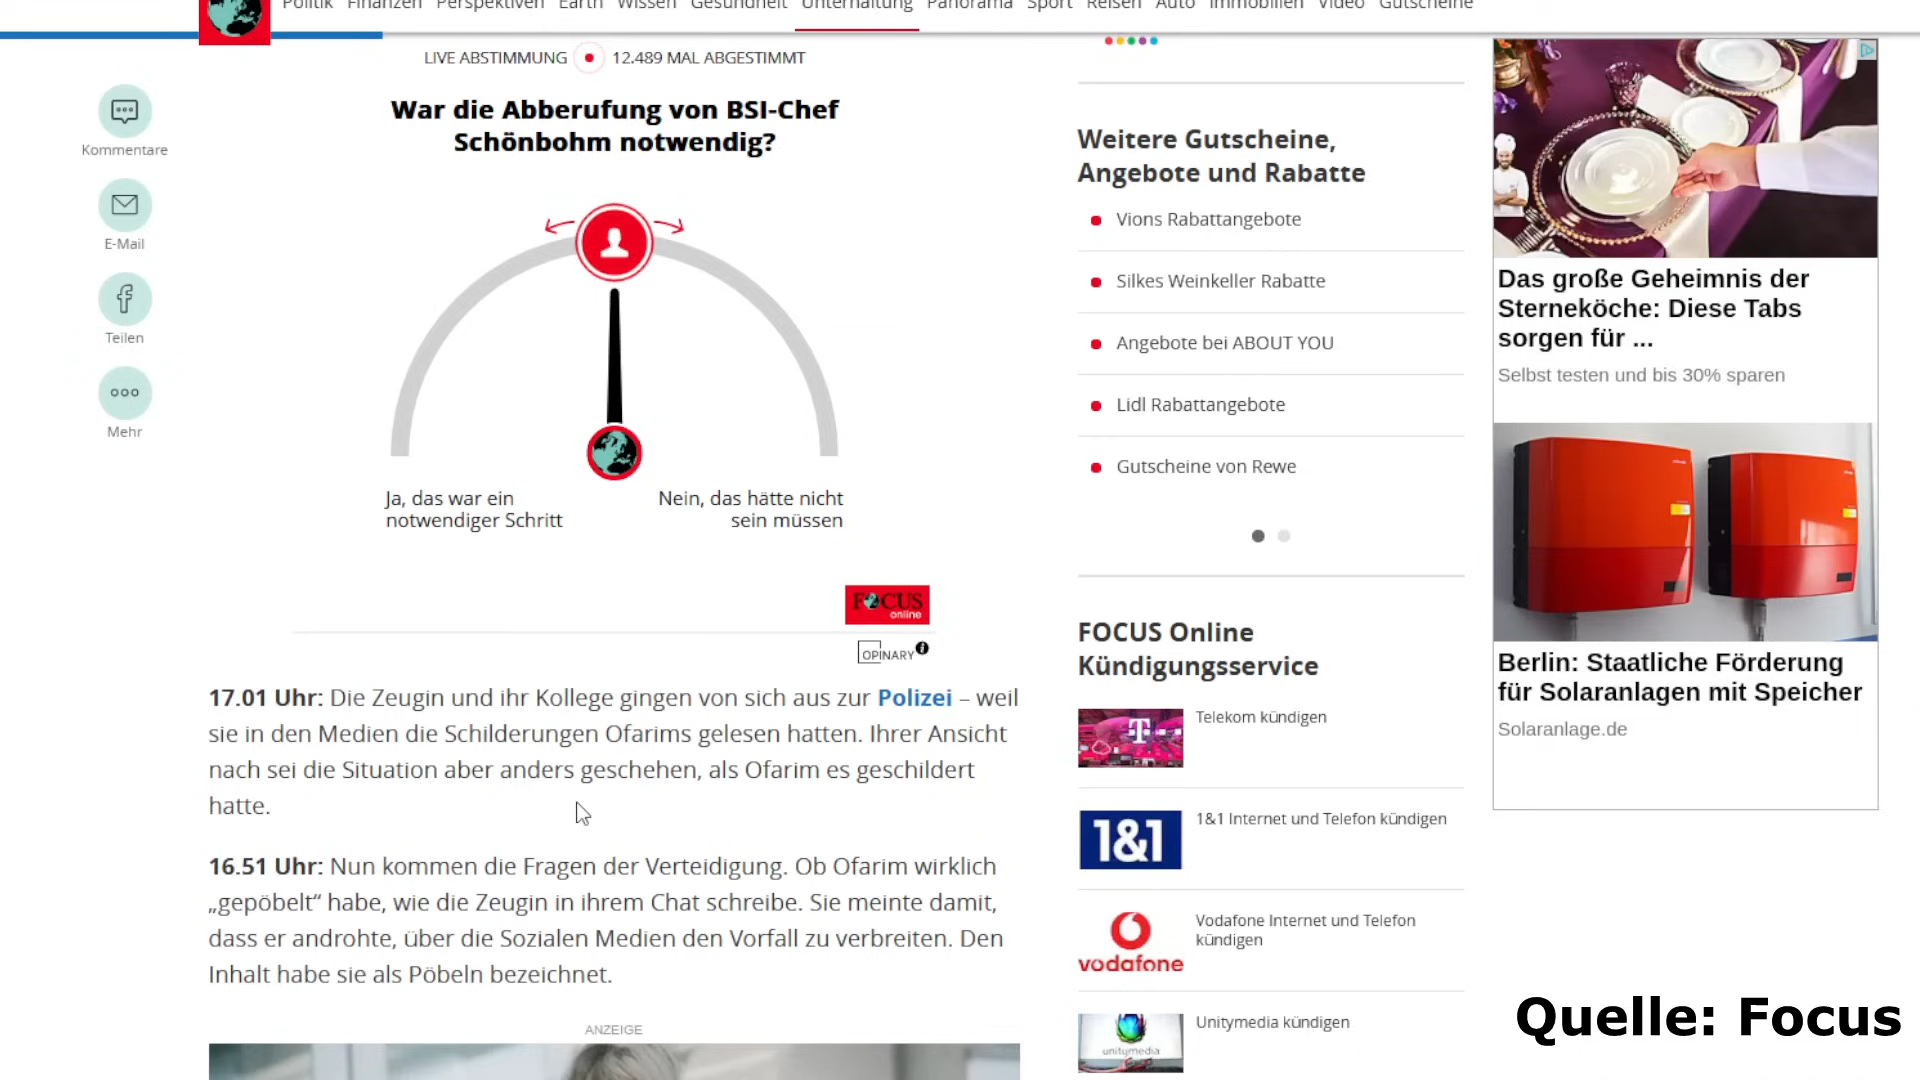 Politik Finanzen Perspektiven Earth Wissen Gesundheit Unterhaltung Panorama Sport Reisen Auto Immobilien Video Gutscheine
LIVE ABSTIMMUNG 12.489 MAL ABGESTIMMT
War die Abberufung von BSI-Chef
Schönbohm notwendig?
Ja, das war ein
notwendiger Schritt
Nein, das hätte nicht
sein müssen
FOCUS
online
OPINARY
Kommentare
E-Mail
Teilen
Mehr
17.01 Uhr: Die Zeugin und ihr Kollege gingen von sich aus zur Polizei – weil
sie in den Medien die Schilderungen Ofarims gelesen hatten. Ihrer Ansicht
nach sei die Situation aber anders geschehen, als Ofarim es geschildert
hatte.
16.51 Uhr: Nun kommen die Fragen der Verteidigung. Ob Ofarim wirklich
„gepöbelt“ habe, wie die Zeugin in ihrem Chat schreibe. Sie meinte damit,
dass er androhte, über die Sozialen Medien den Vorfall zu verbreiten. Den
Inhalt habe sie als Pöbeln bezeichnet.
ANZEIGE
Weitere Gutscheine,
Angebote und Rabatte
Vions Rabattangebote
Silkes Weinkeller Rabatte
Angebote bei ABOUT YOU
Lidl Rabattangebote
Gutscheine von Rewe
FOCUS Online
Kündigungsservice
Telekom kündigen
1&1
1&1 Internet und Telefon kündigen
vodafone
Vodafone Internet und Telefon
kündigen
unitymedia
Unitymedia kündigen
Das große Geheimnis der
Sterneköche: Diese Tabs
sorgen für ...
Selbst testen und bis 30% sparen
Berlin: Staatliche Förderung
für Solaranlagen mit Speicher
Solaranlage.de
Quelle: Focus